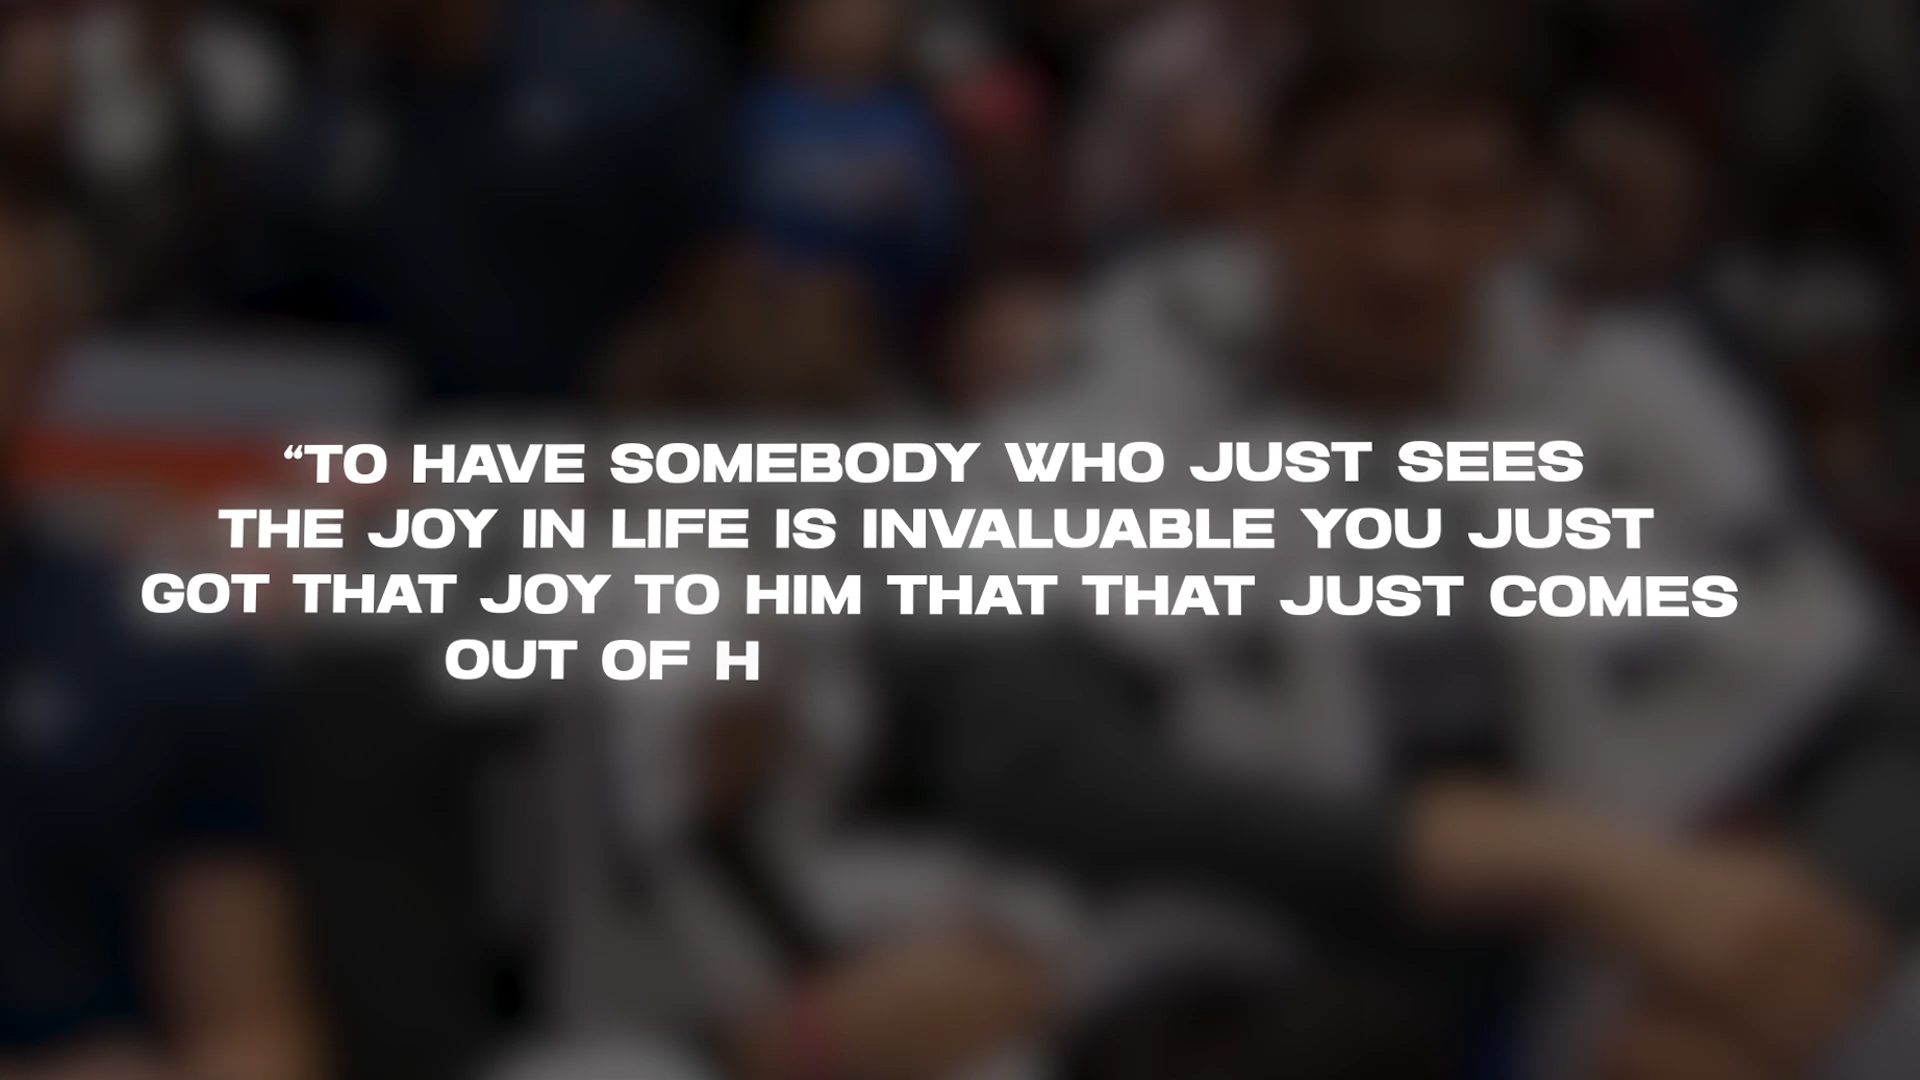 “TO HAVE SOMEBODY WHO JUST SEES
THE JOY IN LIFE IS INVALUABLE YOU JUST
GOT THAT JOY TO HIM THAT THAT JUST COMES
OUT OF H